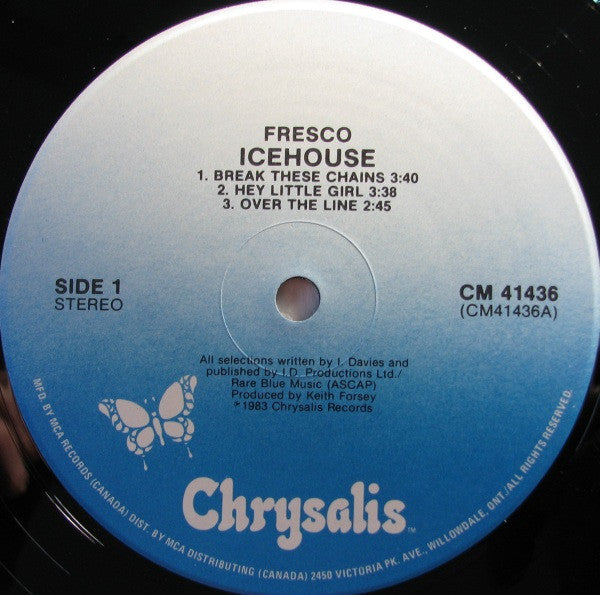 FRESCO
ICEHOUSE
1. BREAK THESE CHAINS 3:40
2. HEY LITTLE GIRL 3:38
3. OVER THE LINE 2:45
SIDE 1
STEREO
CM 41436
(CM41436A)
All selections written by I. Davies and
published by I.D. Productions Ltd./
Rare Blue Music (ASCAP)
Produced by Keith Forsey
℗1983 Chrysalis Records
Chrysalis™
MFD. BY MCA RECORDS (CANADA) DIST. BY MCA DISTRIBUTING (CANADA) 2450 VICTORIA PK. AVE., WILLOWDALE, ONT./ALL RIGHTS RESERVED.